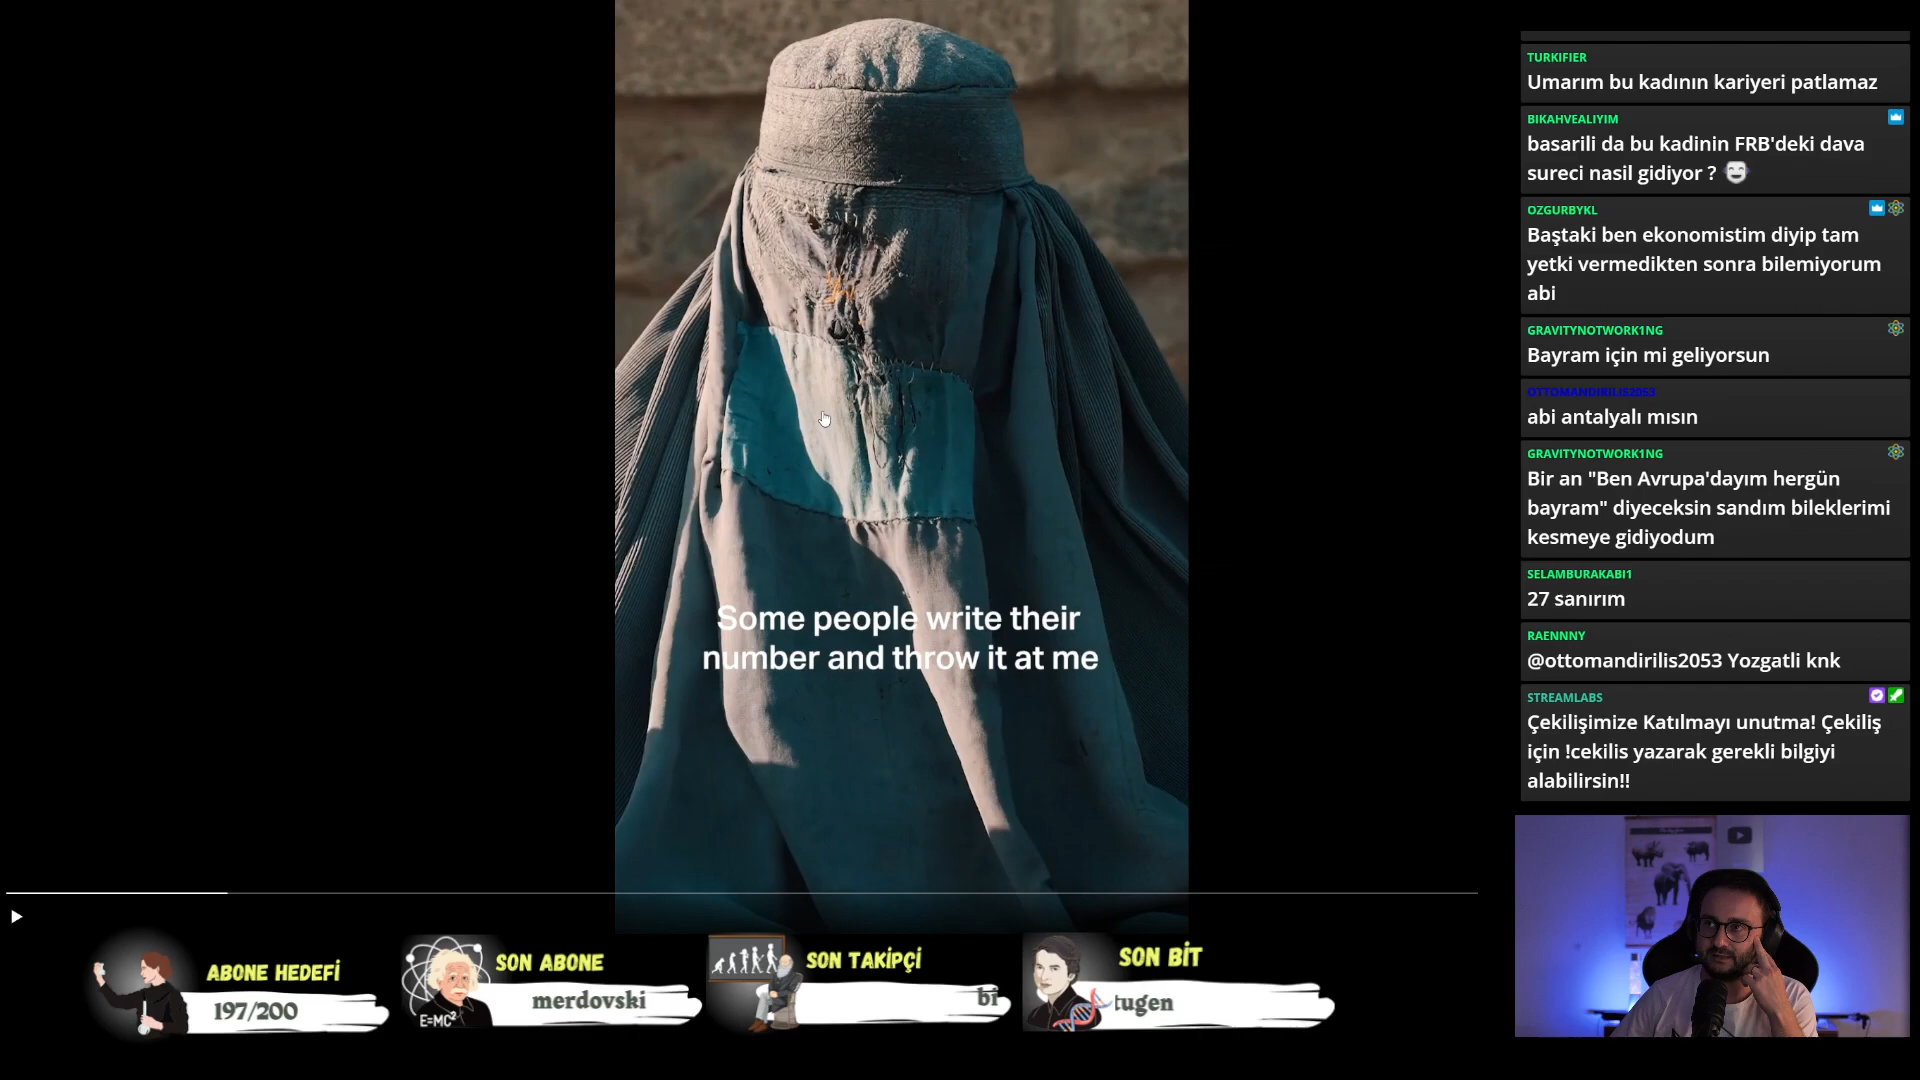 Some people write their
number and throw it at me
TURKIFIER
Umarım bu kadının kariyeri patlamaz
BIKAHVEALIYIM
basarili da bu kadinin FRB'deki dava
sureci nasil gidiyor ?
OZGURBYKL
Baştaki ben ekonomistim diyip tam
yetki vermedikten sonra bilemiyorum
abi
GRAVITYNOTWORK1NG
Bayram için mi geliyorsun
OTTOMANDIRILIS2053
abi antalyalı mısın
GRAVITYNOTWORK1NG
Bir an "Ben Avrupa'dayım hergün
bayram" diyeceksin sandım bileklerimi
kesmeye gidiyodum
SELAMBURAKABI1
27 sanırım
RAENNNY
@ottomandirilis2053 Yozgatli knk
STREAMLABS
Çekilişimize Katılmayı unutma! Çekiliş
için !cekilis yazarak gerekli bilgiyi
alabilirsin!!
ABONE HEDEFİ
197/200
E=MC²
SON ABONE
merdovski
SON TAKİPÇİ
bi
SON BİT
tugen